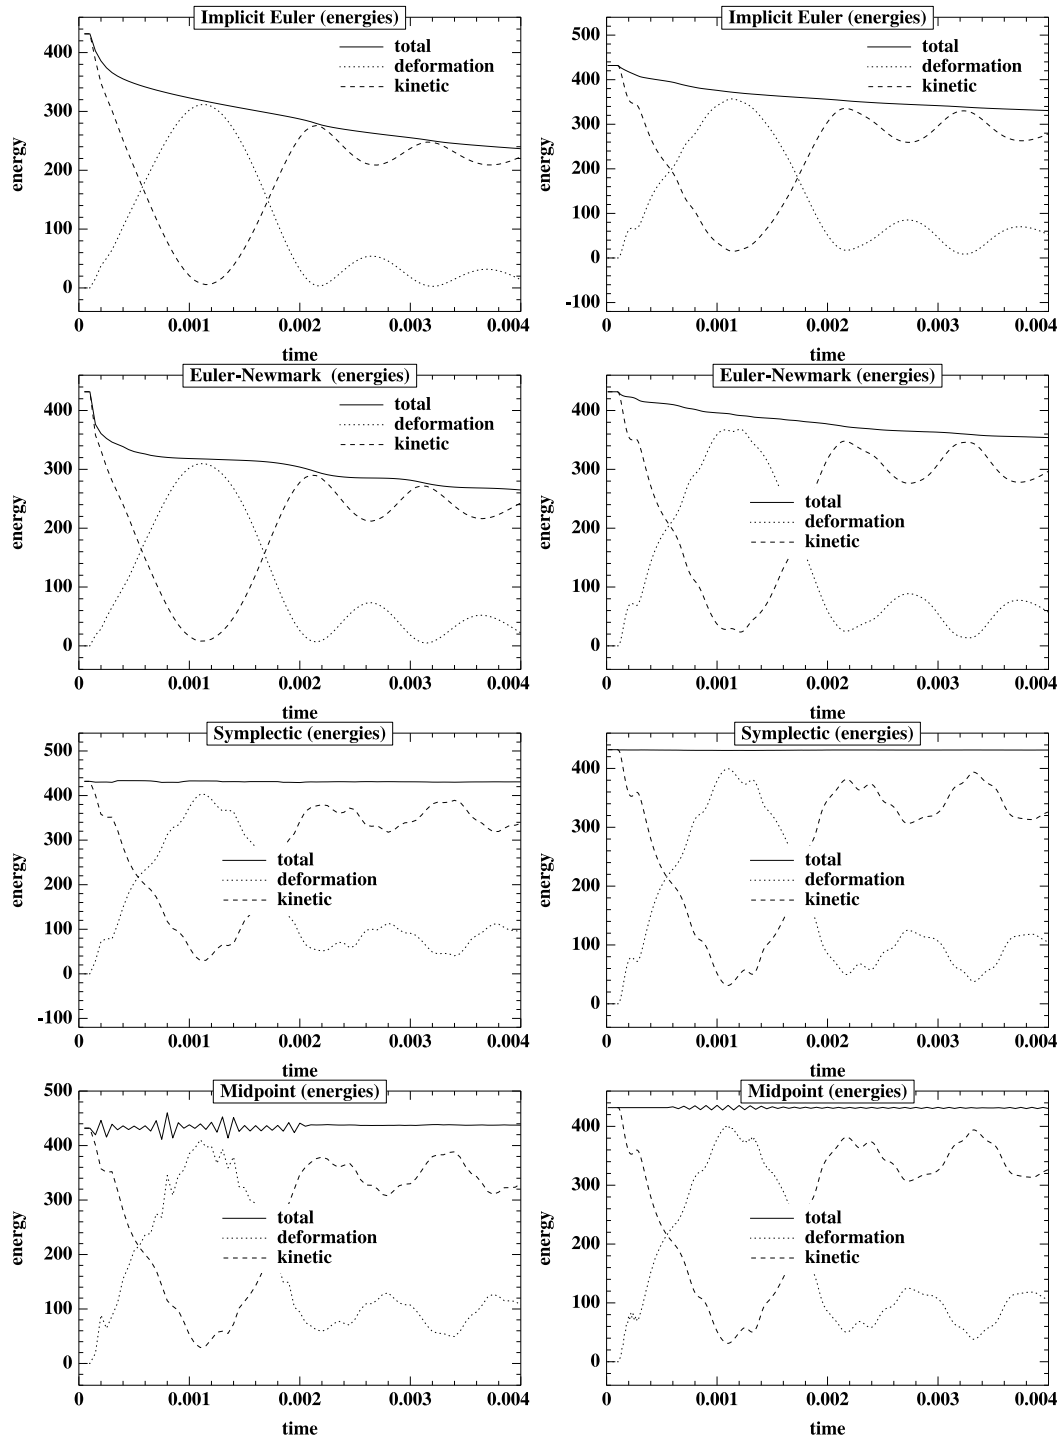 Implicit Euler (energies)
total
deformation
kinetic
energy
400
300
200
100
0
0
0.001
0.002
0.003
0.004
time
Implicit Euler (energies)
total
deformation
kinetic
energy
500
400
300
200
100
0
-100
0
0.001
0.002
0.003
0.004
time
Euler-Newmark (energies)
total
deformation
kinetic
energy
400
300
200
100
0
0
0.001
0.002
0.003
0.004
time
Euler-Newmark (energies)
total
deformation
kinetic
energy
400
300
200
100
0
0
0.001
0.002
0.003
0.004
time
Symplectic (energies)
total
deformation
kinetic
energy
500
400
300
200
100
0
-100
0
0.001
0.002
0.003
0.004
time
Symplectic (energies)
total
deformation
kinetic
energy
400
300
200
100
0
0
0.001
0.002
0.003
0.004
time
Midpoint (energies)
total
deformation
kinetic
energy
500
400
300
200
100
0
0
0.001
0.002
0.003
0.004
time
Midpoint (energies)
total
deformation
kinetic
energy
400
300
200
100
0
0
0.001
0.002
0.003
0.004
time